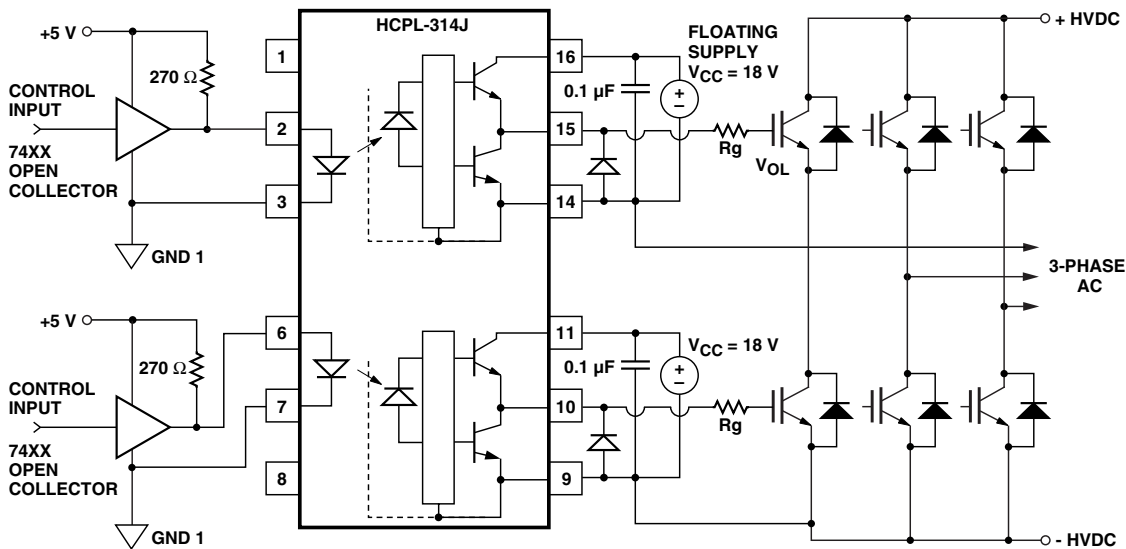 HCPL-314J
+5 V
270 Ω
CONTROL
INPUT
74XX
OPEN
COLLECTOR
GND 1
1
2
3
16
15
14
0.1 µF
FLOATING
SUPPLY
VCC = 18 V
+
–
Rg
VOL
+ HVDC
3-PHASE
AC
+5 V
270 Ω
CONTROL
INPUT
74XX
OPEN
COLLECTOR
GND 1
6
7
8
11
10
9
0.1 µF
VCC = 18 V
+
–
Rg
- HVDC